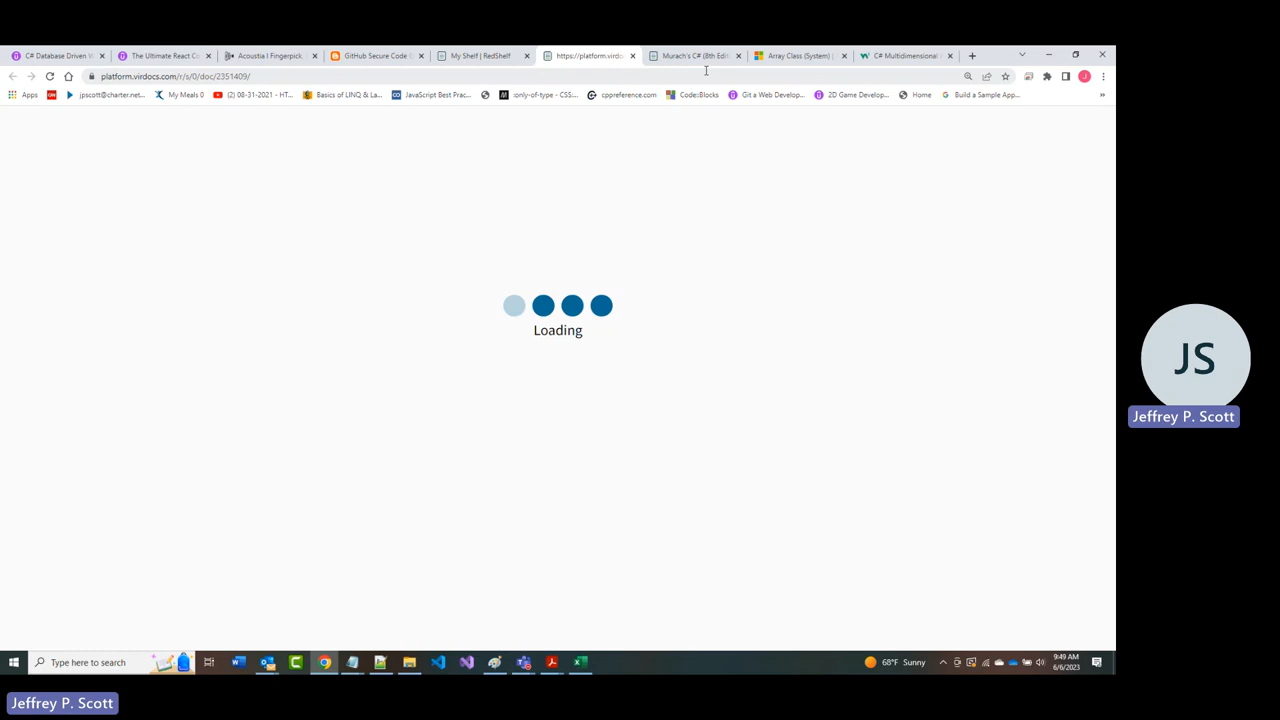 C# Database Driven W
The Ultimate React Co
Acoustia I Fingerpick
GitHub Secure Code
My Shelf | RedShelf
https://platform.virdoc
Murach's C# (8th Edit
Array Class (System) |
C# Multidimensional
platform.virdocs.com/r/s/0/doc/2351409/
J
Apps
jpscott@charter.net...
My Meals 0
(2) 08-31-2021 - HT...
Basics of LINQ & La...
JavaScript Best Prac...
:only-of-type - CSS:...
cppreference.com
Code::Blocks
Git a Web Develop...
2D Game Develop...
Home
Build a Sample App...
Loading
JS
Jeffrey P. Scott
Type here to search
68°F Sunny
9:49 AM
6/6/2023
Jeffrey P. Scott